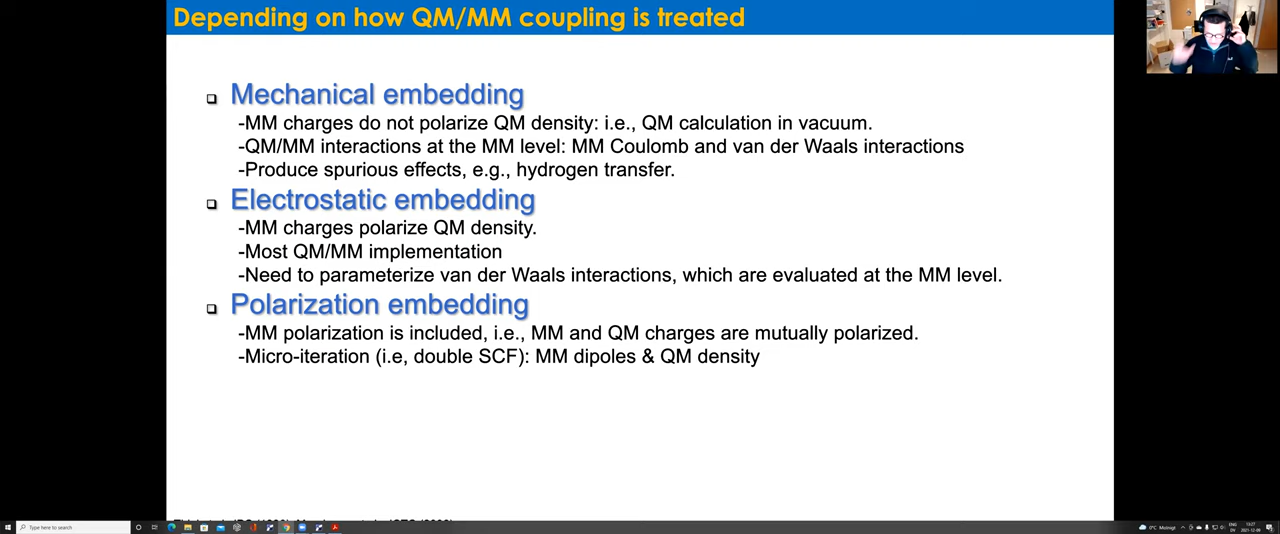 Depending on how QM/MM coupling is treated
Mechanical embedding
-MM charges do not polarize QM density: i.e., QM calculation in vacuum.
-QM/MM interactions at the MM level: MM Coulomb and van der Waals interactions
-Produce spurious effects, e.g., hydrogen transfer.
Electrostatic embedding
-MM charges polarize QM density.
-Most QM/MM implementation
-Need to parameterize van der Waals interactions, which are evaluated at the MM level.
Polarization embedding
-MM polarization is included, i.e., MM and QM charges are mutually polarized.
-Micro-iteration (i.e, double SCF): MM dipoles & QM density
Type here to search
0°C
ENG